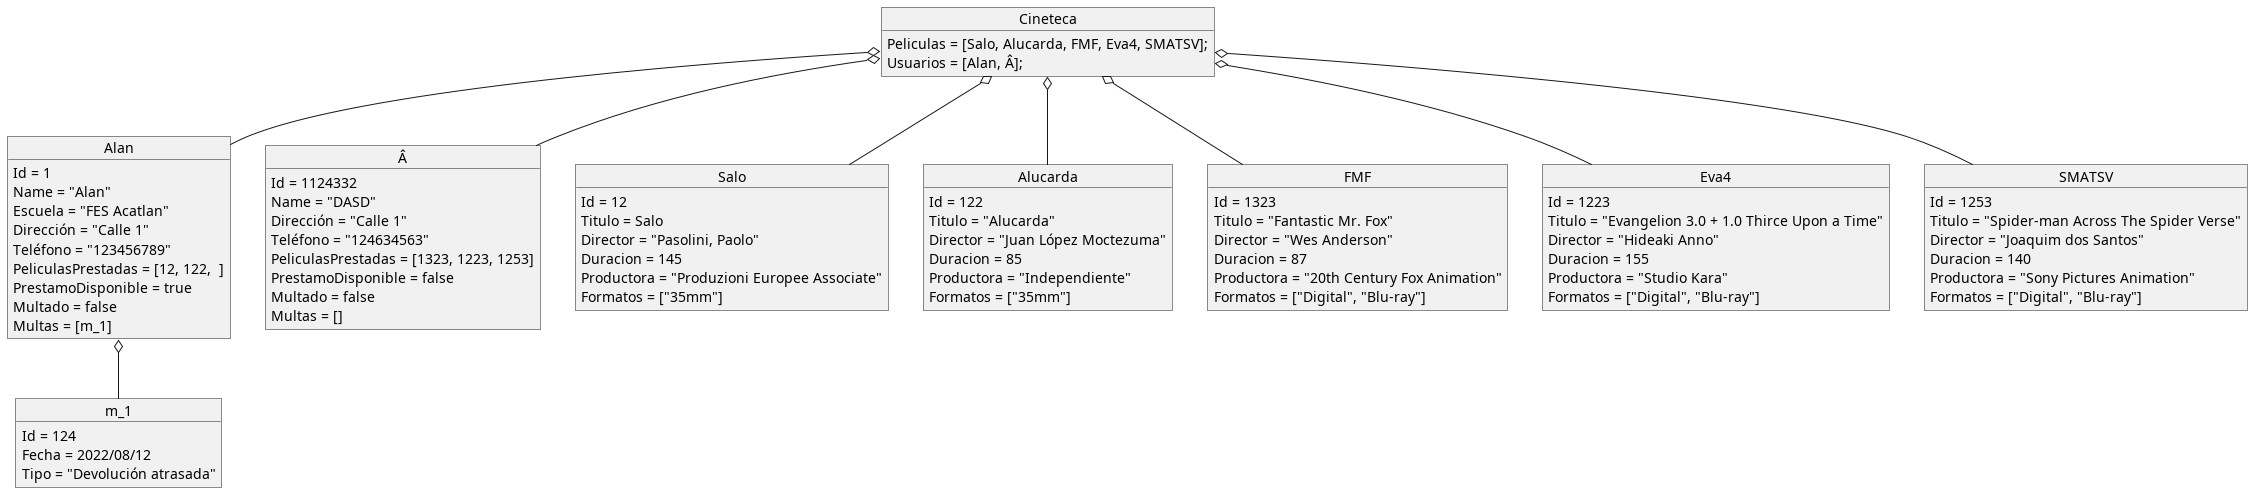 Cineteca
Peliculas = [Salo, Alucarda, FMF, Eva4, SMATSV];
Usuarios = [Alan, Â];
Alan
Id = 1
Name = "Alan"
Escuela = "FES Acatlan"
Dirección = "Calle 1"
Teléfono = "123456789"
PeliculasPrestadas = [12, 122,  ]
PrestamoDisponible = true
Multado = false
Multas = [m_1]
Â
Id = 1124332
Name = "DASD"
Dirección = "Calle 1"
Teléfono = "124634563"
PeliculasPrestadas = [1323, 1223, 1253]
PrestamoDisponible = false
Multado = false
Multas = []
Salo
Id = 12
Titulo = Salo
Director = "Pasolini, Paolo"
Duracion = 145
Productora = "Produzioni Europee Associate"
Formatos = ["35mm"]
Alucarda
Id = 122
Titulo = "Alucarda"
Director = "Juan López Moctezuma"
Duracion = 85
Productora = "Independiente"
Formatos = ["35mm"]
FMF
Id = 1323
Titulo = "Fantastic Mr. Fox"
Director = "Wes Anderson"
Duracion = 87
Productora = "20th Century Fox Animation"
Formatos = ["Digital", "Blu-ray"]
Eva4
Id = 1223
Titulo = "Evangelion 3.0 + 1.0 Thirce Upon a Time"
Director = "Hideaki Anno"
Duracion = 155
Productora = "Studio Kara"
Formatos = ["Digital", "Blu-ray"]
SMATSV
Id = 1253
Titulo = "Spider-man Across The Spider Verse"
Director = "Joaquim dos Santos"
Duracion = 140
Productora = "Sony Pictures Animation"
Formatos = ["Digital", "Blu-ray"]
m_1
Id = 124
Fecha = 2022/08/12
Tipo = "Devolución atrasada"